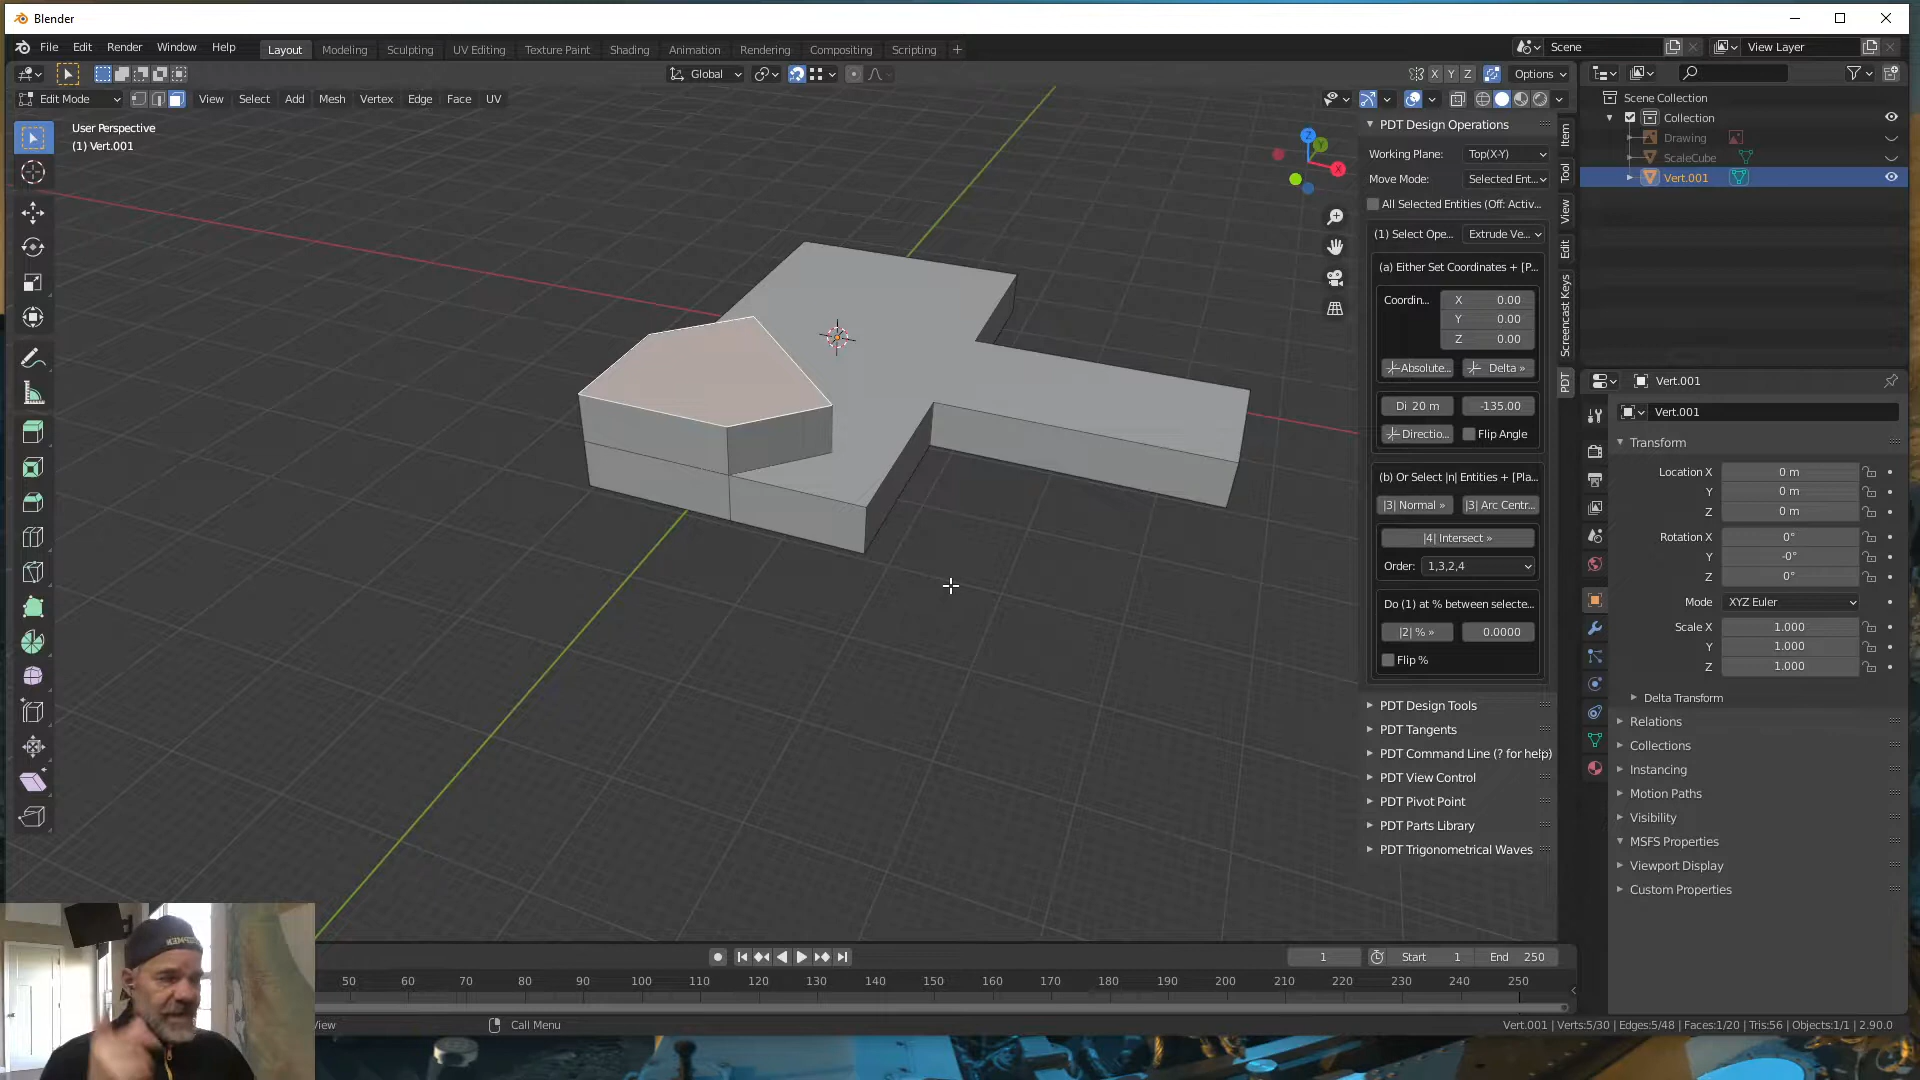 Blender
File Edit Render Window Help
Layout Modeling Sculpting UV Editing Texture Paint Shading Animation Rendering Compositing Scripting +
Scene
View Layer
Global
X Y Z Options
Edit Mode
View Select Add Mesh Vertex Edge Face UV
User Perspective
(1) Vert.001
Z
Y
X
PDT Design Operations
Working Plane: Top(X-Y)
Move Mode: Selected Ent...
All Selected Entities (Off: Activ...
(1) Select Ope... Extrude Ve...
(a) Either Set Coordinates + [P...
Coordin... X 0.00
Y 0.00
Z 0.00
Absolute... Delta »
Di 20 m -135.00
Directio... Flip Angle
(b) Or Select |n| Entities + [Pla...
|3| Normal » |3| Arc Centr...
|4| Intersect »
Order: 1,3,2,4
Do (1) at % between selecte...
|2| % » 0.0000
Flip %
PDT Design Tools
PDT Tangents
PDT Command Line (? for help)
PDT View Control
PDT Pivot Point
PDT Parts Library
PDT Trigonometrical Waves
Item
Tool
View
Edit
Screencast Keys
PDT
Scene Collection
Collection
Drawing
ScaleCube
Vert.001
Vert.001
Vert.001
Transform
Location X 0 m
Y 0 m
Z 0 m
Rotation X 0°
Y -0°
Z 0°
Mode XYZ Euler
Scale X 1.000
Y 1.000
Z 1.000
Delta Transform
Relations
Collections
Instancing
Motion Paths
Visibility
MSFS Properties
Viewport Display
Custom Properties
1 Start 1 End 250
50 60 70 80 90 100 110 120 130 140 150 160 170 180 190 200 210 220 230 240 250
View Call Menu
Vert.001 | Verts:5/30 | Edges:5/48 | Faces:1/20 | Tris:56 | Objects:1/1 | 2.90.0